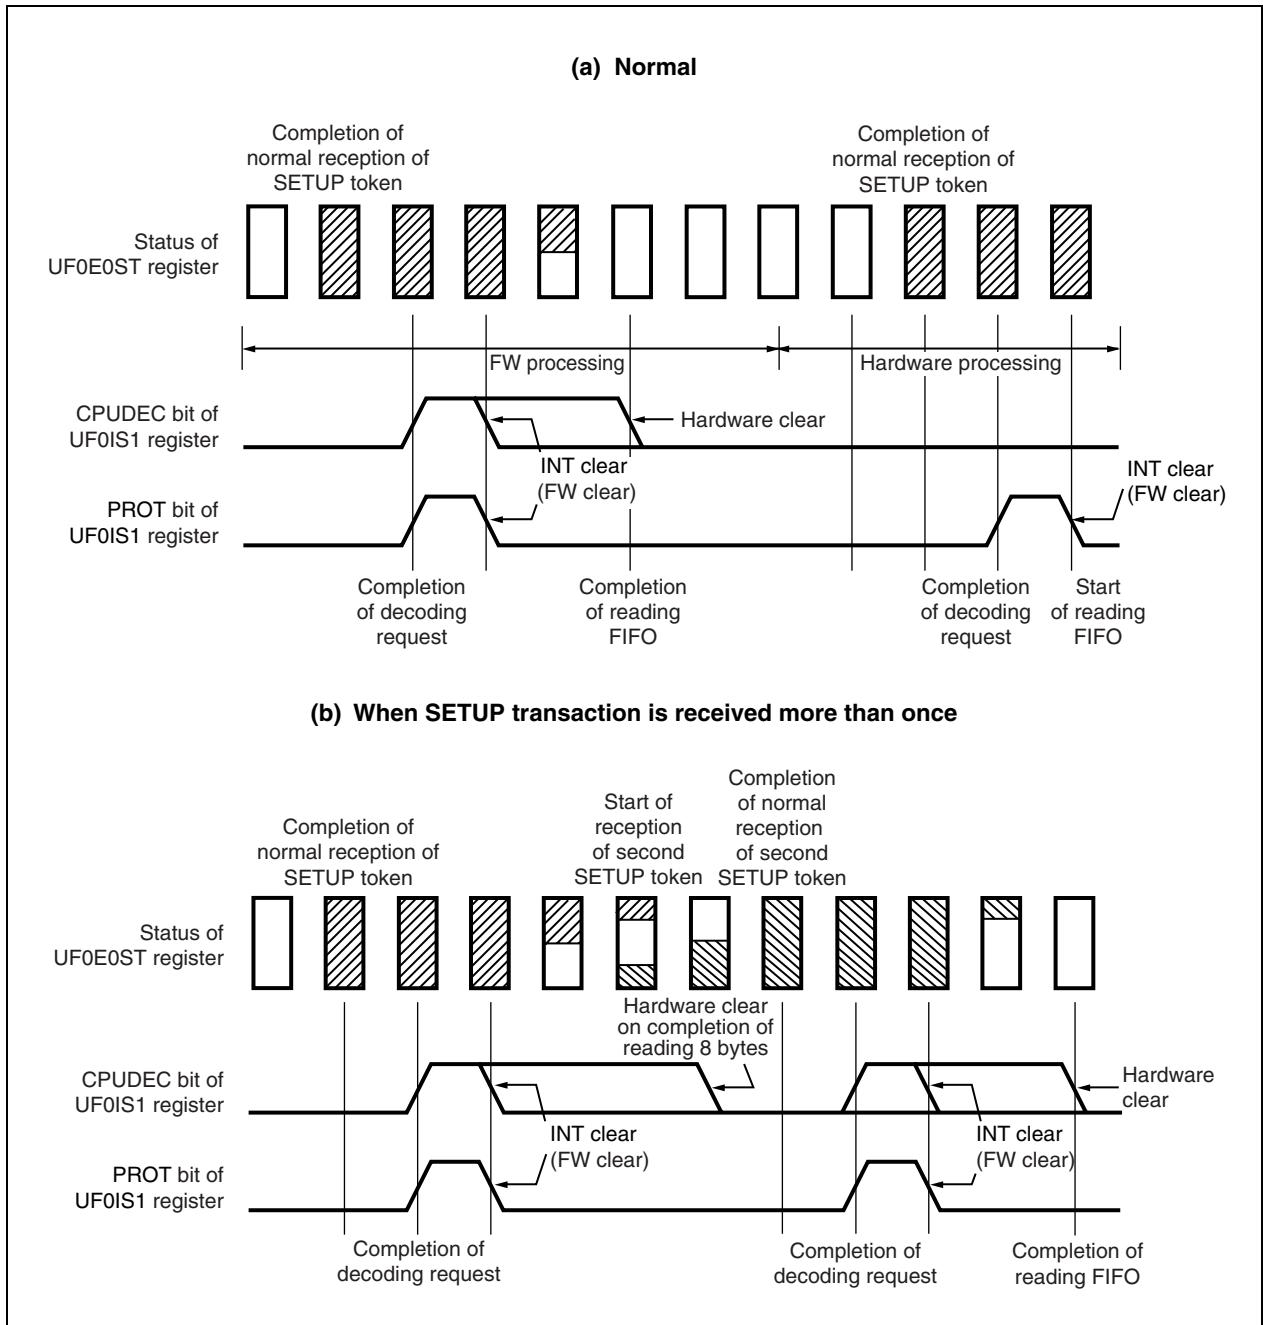 (a) Normal
Completion of
normal reception of
SETUP token
Completion of
normal reception of
SETUP token
Status of
UF0E0ST register
FW processing
Hardware processing
CPUDEC bit of
UF0IS1 register
Hardware clear
INT clear
(FW clear)
INT clear
(FW clear)
PROT bit of
UF0IS1 register
Completion
of decoding
request
Completion
of reading
FIFO
Completion
of decoding
request
Start
of reading
FIFO
(b) When SETUP transaction is received more than once
Completion of
normal reception of
SETUP token
Start of
reception
of second
SETUP token
Completion
of normal
reception
of second
SETUP token
Status of
UF0E0ST register
Hardware clear
on completion of
reading 8 bytes
CPUDEC bit of
UF0IS1 register
Hardware
clear
INT clear
(FW clear)
INT clear
(FW clear)
PROT bit of
UF0IS1 register
Completion of
decoding request
Completion of
decoding request
Completion of
reading FIFO